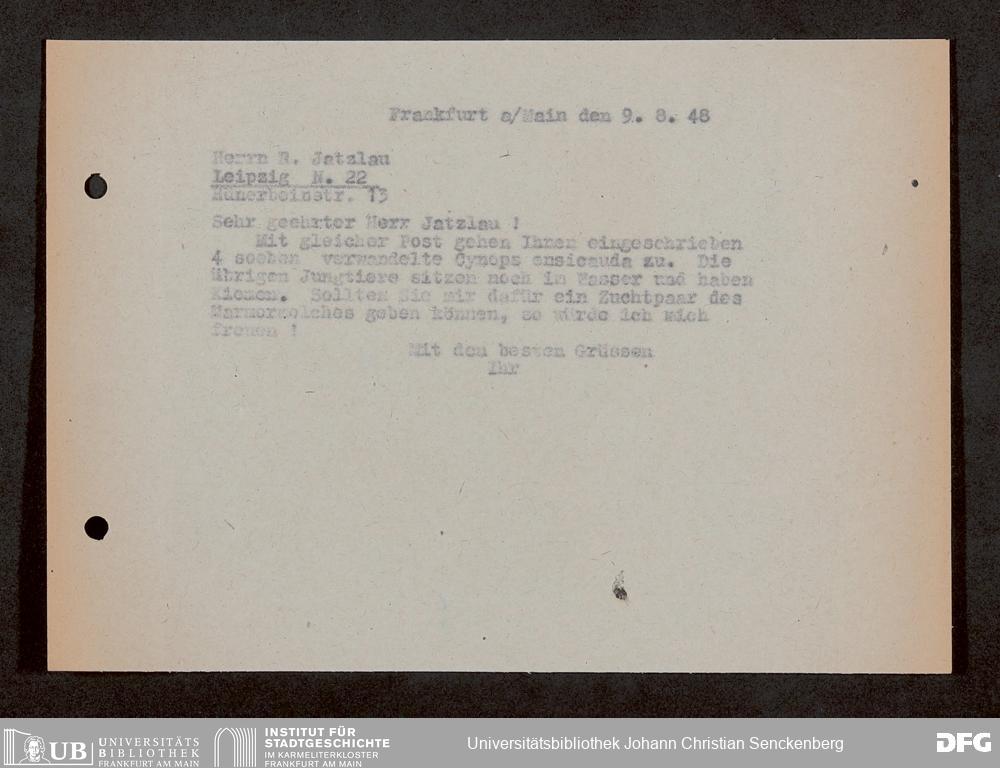 Frankfurt a/Main den 9. 8. 48
Herrn R. Jatzlau
Leipzig N. 22
Hünerbeinstr. 13
Sehr geehrter Herr Jatzlau !
Mit gleicher Post gehen Ihnen eingeschrieben
4 soeben verwandelte Cynops ensicauda zu. Die
übrigen Jungtiere sitzen noch im Wasser und haben
Kiemen. Sollten Sie mir dafür ein Zuchtpaar des
Marmormolches geben können, so würde ich mich
freuen !
Mit den besten Grüssen
Ihr
UB UNIVERSITÄTS
BIBLIOTHEK
FRANKFURT AM MAIN
INSTITUT FÜR
STADTGESCHICHTE
IM KARMELITERKLOSTER
FRANKFURT AM MAIN
Universitätsbibliothek Johann Christian Senckenberg
DFG